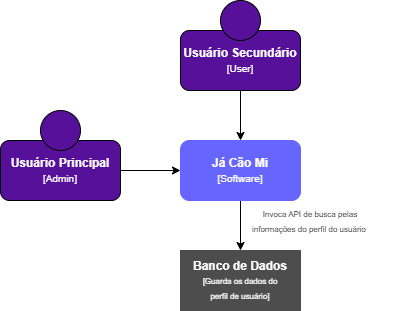 Usuário Secundário
[User]
Usuário Principal
[Admin]
Já Cão Mi
[Software]
Invoca API de busca pelas
informações do perfil do usuário
Banco de Dados
[Guarda os dados do
perfil de usuário]